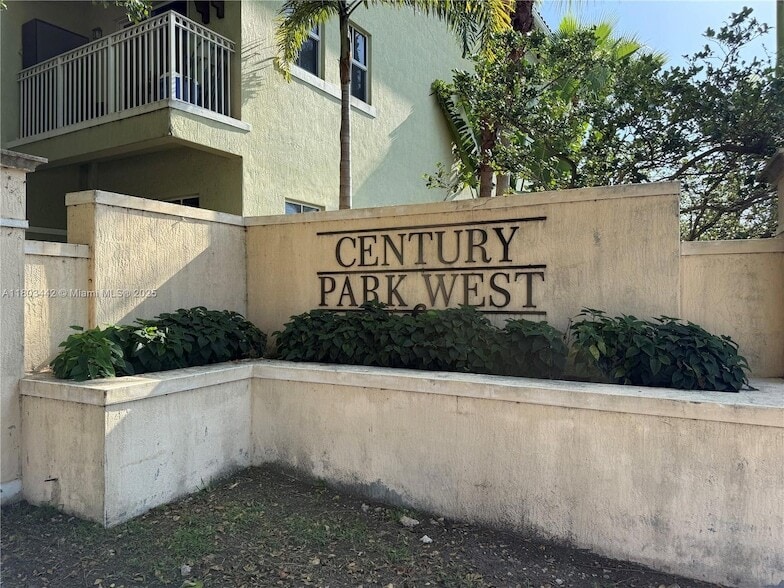 CENTURY
PARK WEST
A11803442 Miami MLS® 2025